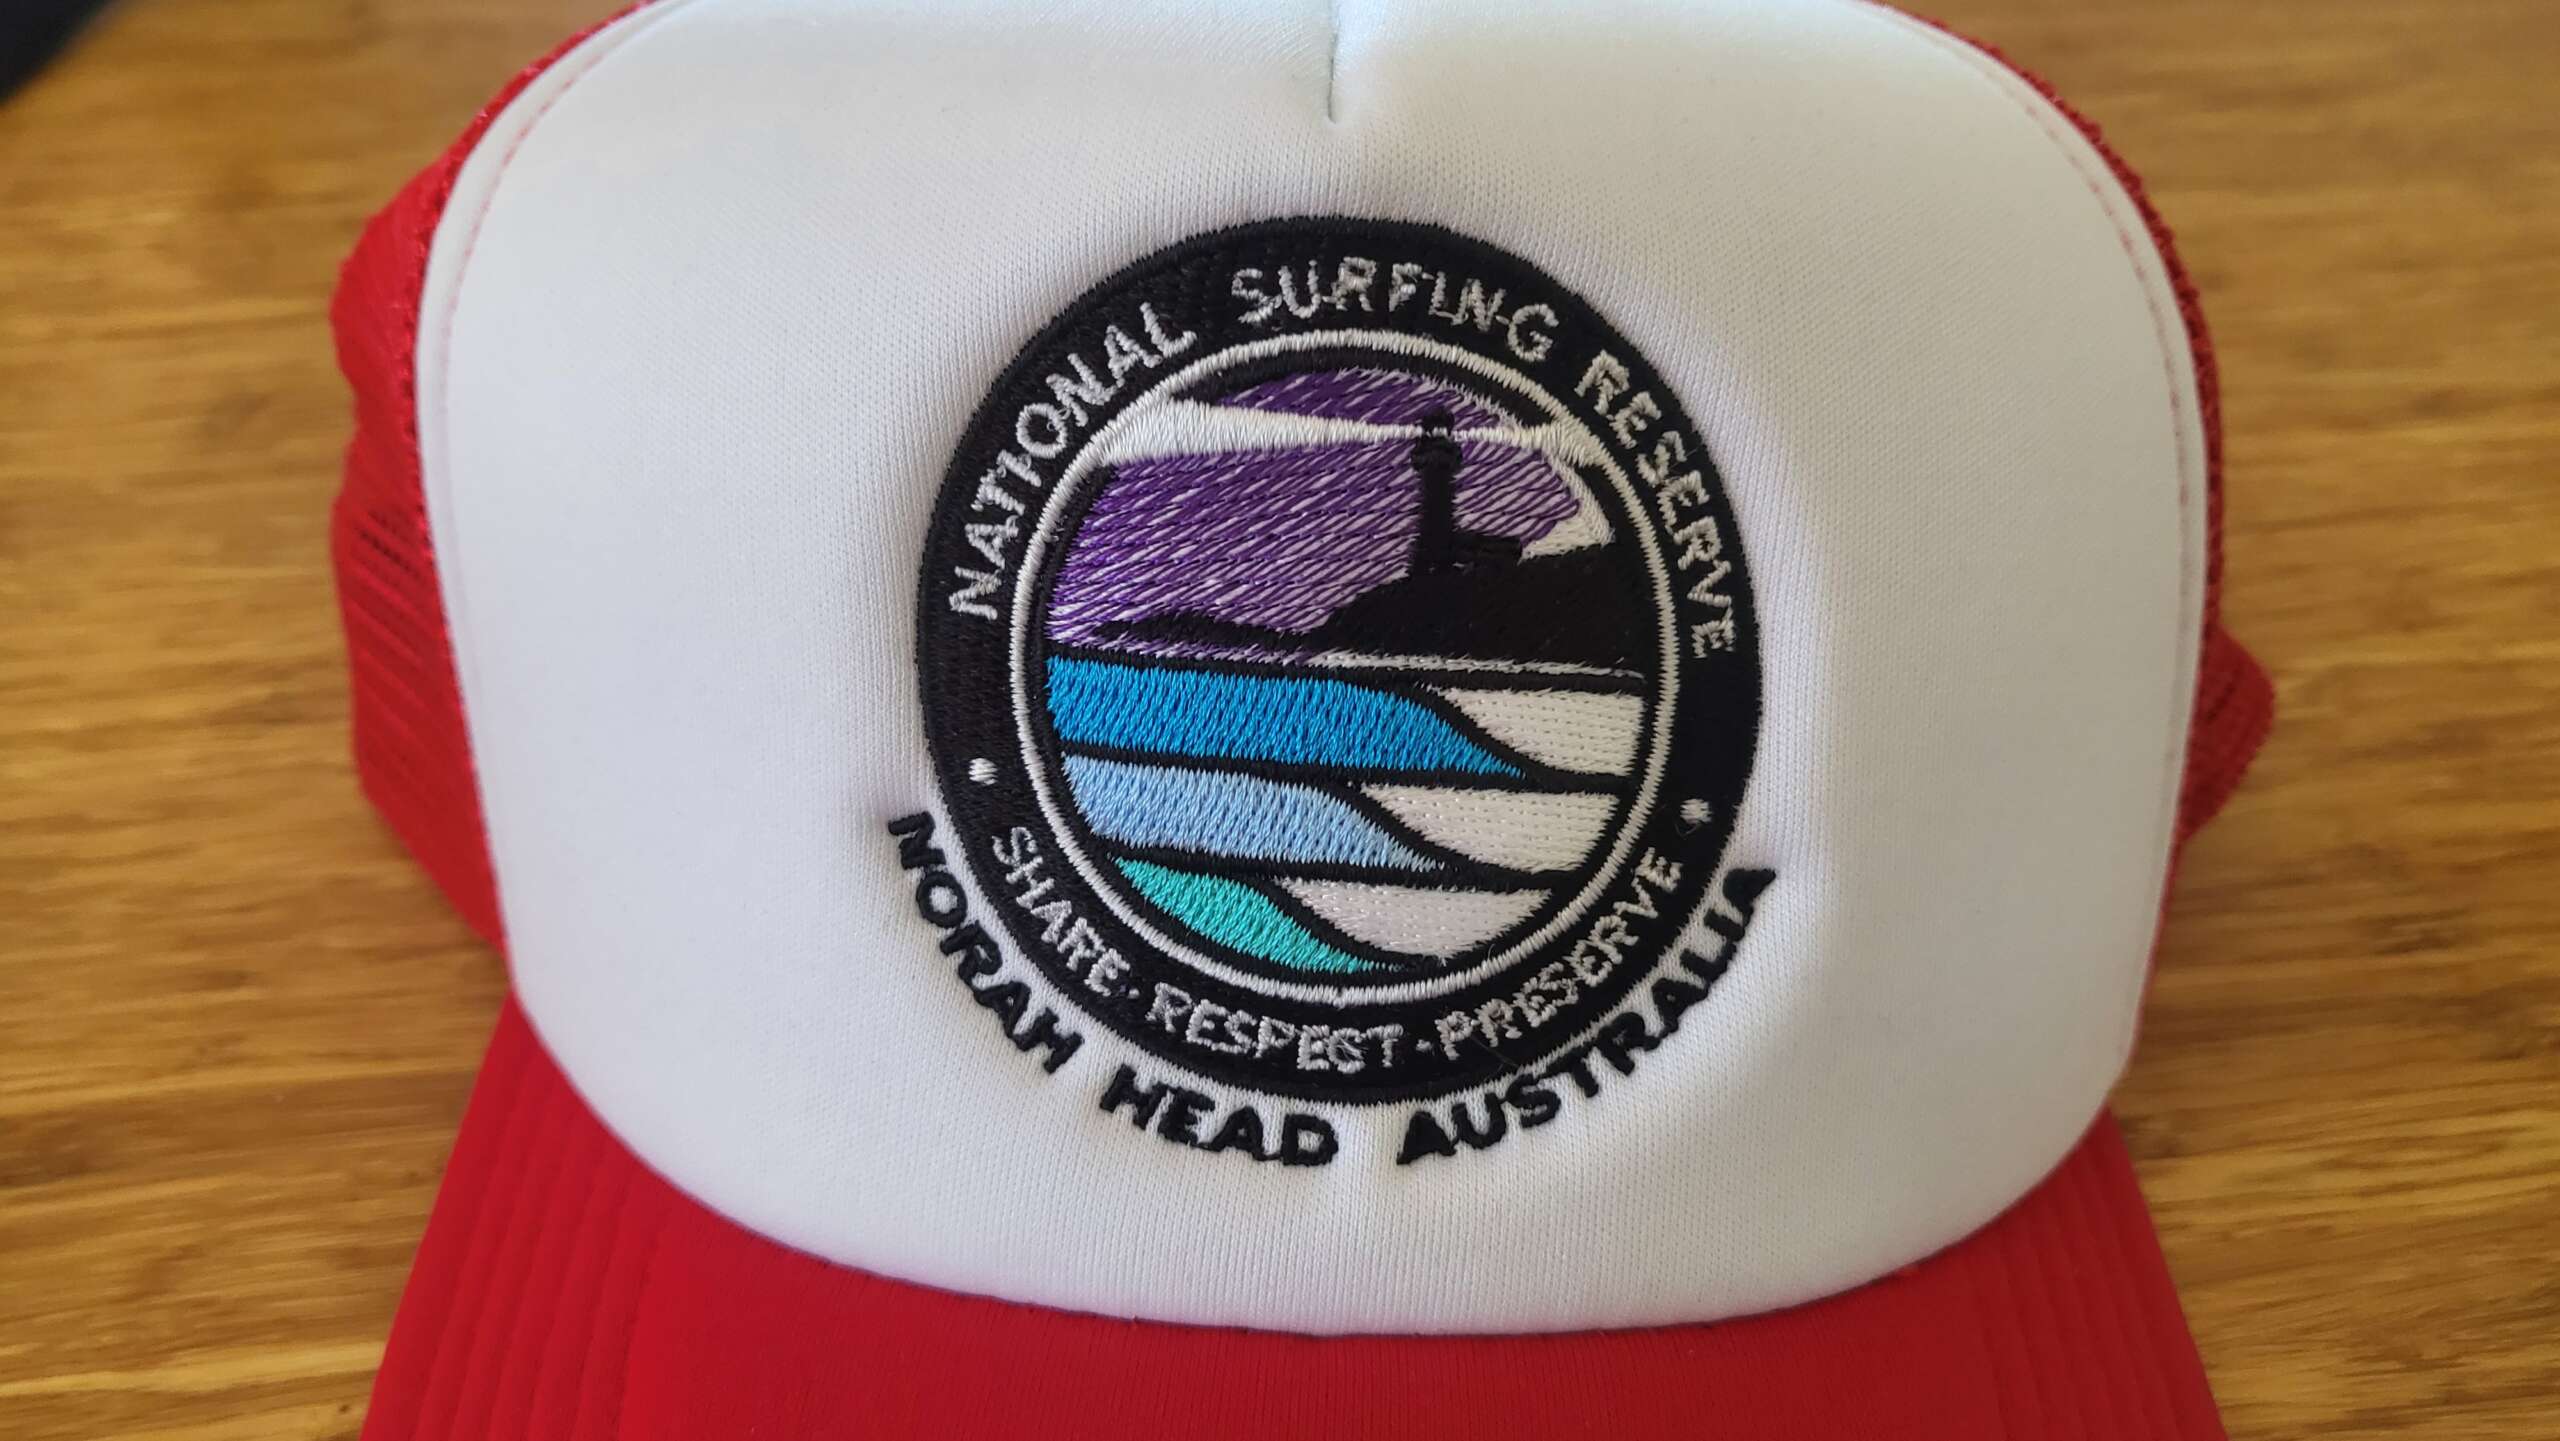 NATIONAL SURFING RESERVE
• SHARE • RESPECT • PRESERVE •
NORAH HEAD AUSTRALIA